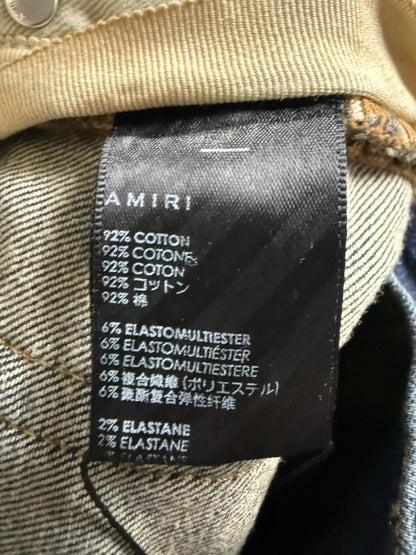 AMIRI
92% COTTON
92% COTONE
92% COTON
92% コットン
92% 棉
6% ELASTOMULTIESTER
6% ELASTOMULTIÉSTER
6% ELASTOMULTIESTERE
6% 複合繊維 (ポリエステル)
6% 聚酯复合弹性纤维
2% ELASTANE
2% ELASTANE